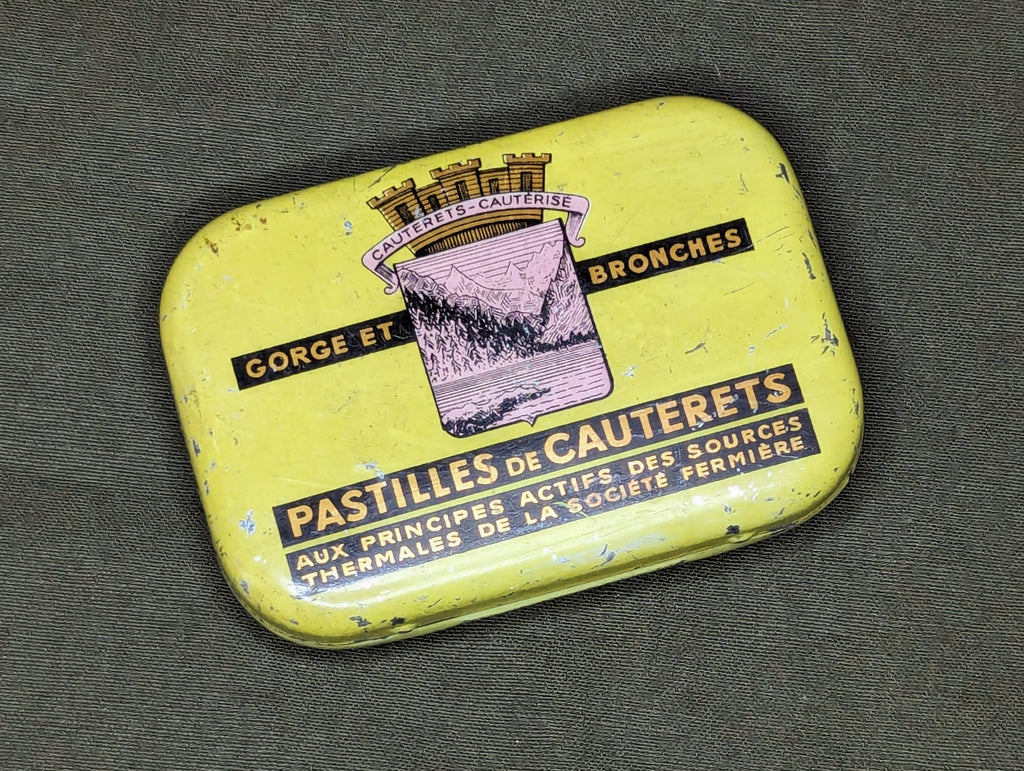 CAUTERETS-CAUTÉRISE
GORGE ET BRONCHES
PASTILLES DE CAUTERETS
AUX PRINCIPES ACTIFS DES SOURCES
THERMALES DE LA SOCIÉTÉ FERMIÈRE